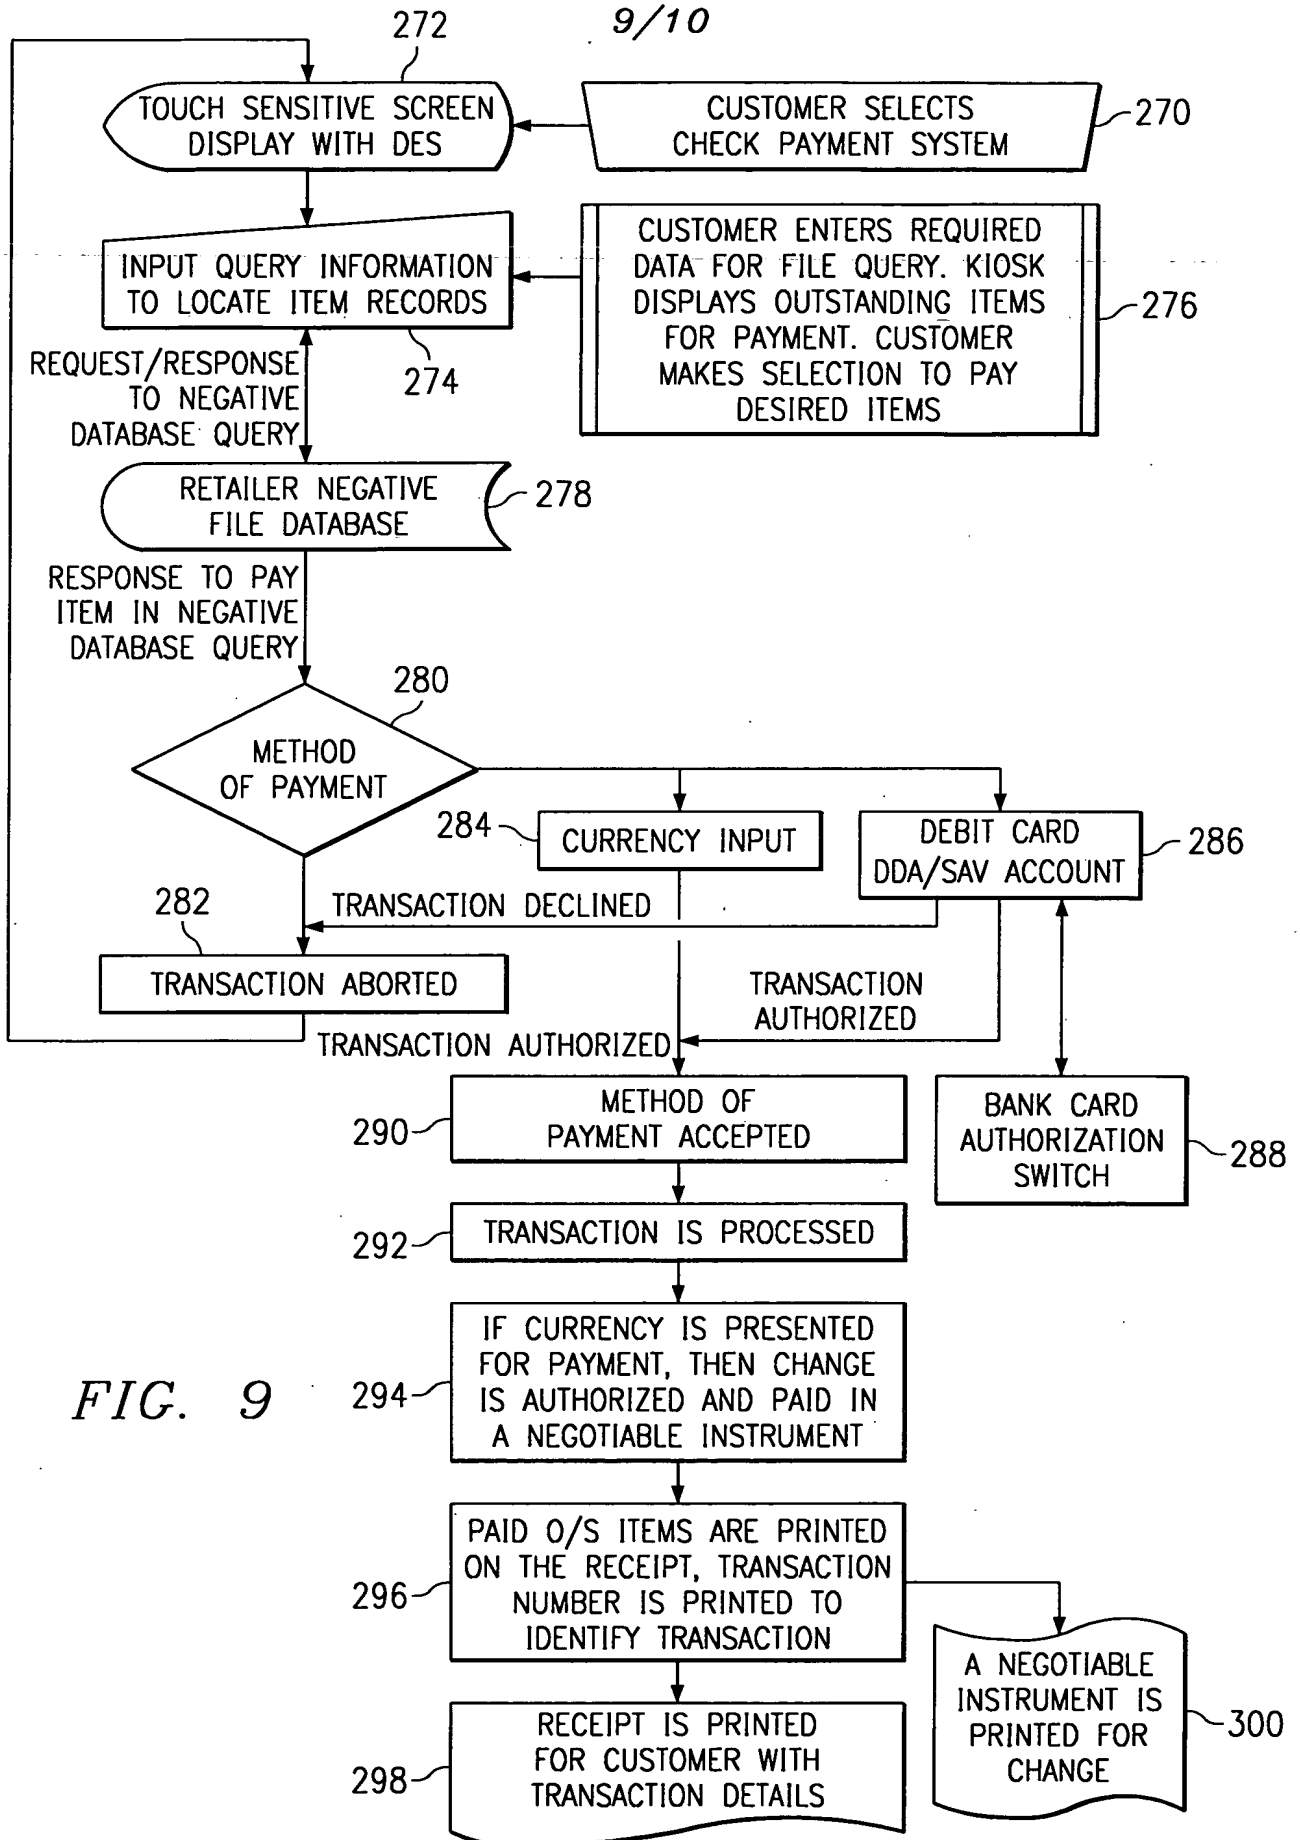 9/10
272
TOUCH SENSITIVE SCREEN
DISPLAY WITH DES
CUSTOMER SELECTS
CHECK PAYMENT SYSTEM
270
INPUT QUERY INFORMATION
TO LOCATE ITEM RECORDS
274
CUSTOMER ENTERS REQUIRED
DATA FOR FILE QUERY. KIOSK
DISPLAYS OUTSTANDING ITEMS
FOR PAYMENT. CUSTOMER
MAKES SELECTION TO PAY
DESIRED ITEMS
276
REQUEST/RESPONSE
TO NEGATIVE
DATABASE QUERY
RETAILER NEGATIVE
FILE DATABASE
278
RESPONSE TO PAY
ITEM IN NEGATIVE
DATABASE QUERY
280
METHOD
OF PAYMENT
284
CURRENCY INPUT
DEBIT CARD
DDA/SAV ACCOUNT
286
282
TRANSACTION DECLINED
TRANSACTION ABORTED
TRANSACTION
AUTHORIZED
TRANSACTION AUTHORIZED
290
METHOD OF
PAYMENT ACCEPTED
BANK CARD
AUTHORIZATION
SWITCH
288
292
TRANSACTION IS PROCESSED
294
IF CURRENCY IS PRESENTED
FOR PAYMENT, THEN CHANGE
IS AUTHORIZED AND PAID IN
A NEGOTIABLE INSTRUMENT
FIG. 9
296
PAID O/S ITEMS ARE PRINTED
ON THE RECEIPT, TRANSACTION
NUMBER IS PRINTED TO
IDENTIFY TRANSACTION
A NEGOTIABLE
INSTRUMENT IS
PRINTED FOR
CHANGE
300
298
RECEIPT IS PRINTED
FOR CUSTOMER WITH
TRANSACTION DETAILS